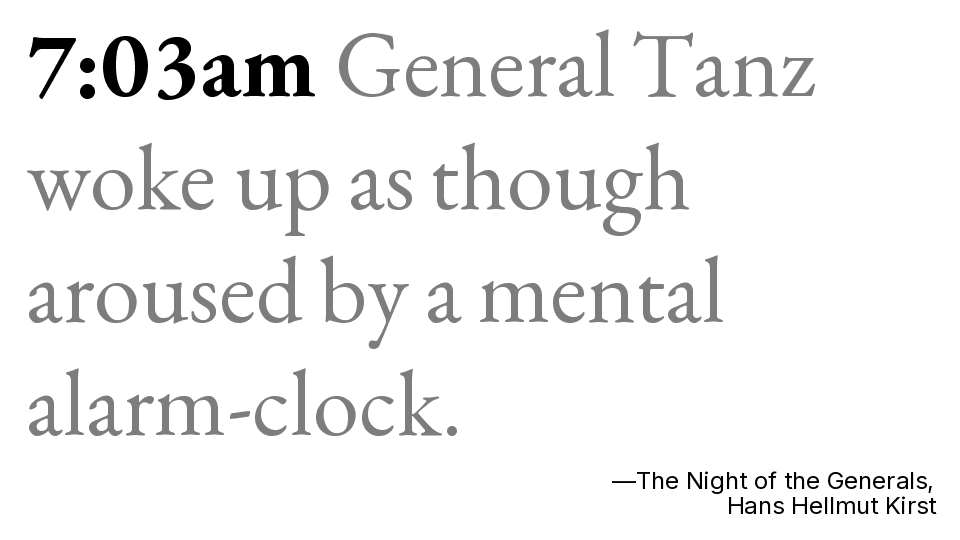 7:03am General Tanz
woke up as though
aroused by a mental
alarm-clock.
—The Night of the Generals,
Hans Hellmut Kirst